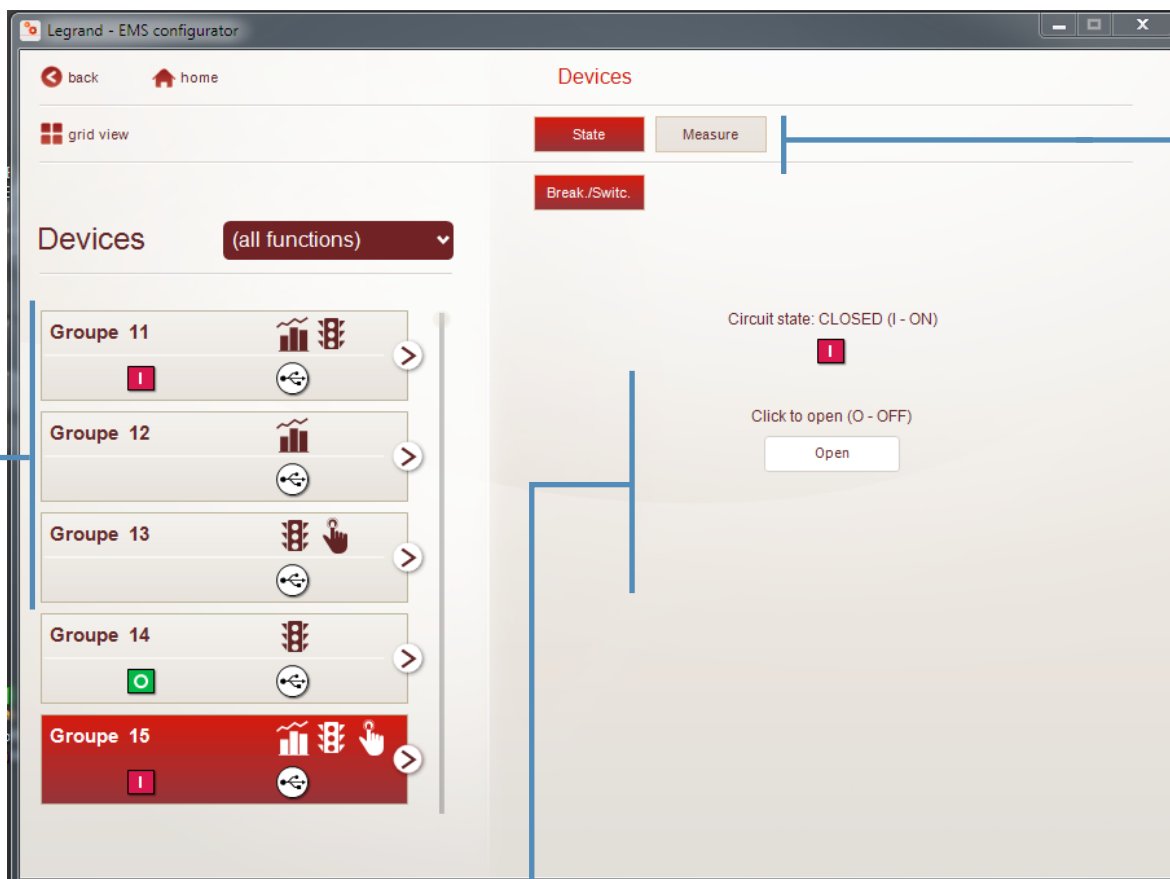 Legrand - EMS configurator
back
home
Devices
grid view
State
Measure
Break./Switc.
Devices
(all functions)
Groupe 11
I
Groupe 12
Groupe 13
Groupe 14
O
Groupe 15
I
Circuit state: CLOSED (I - ON)
I
Click to open (O - OFF)
Open